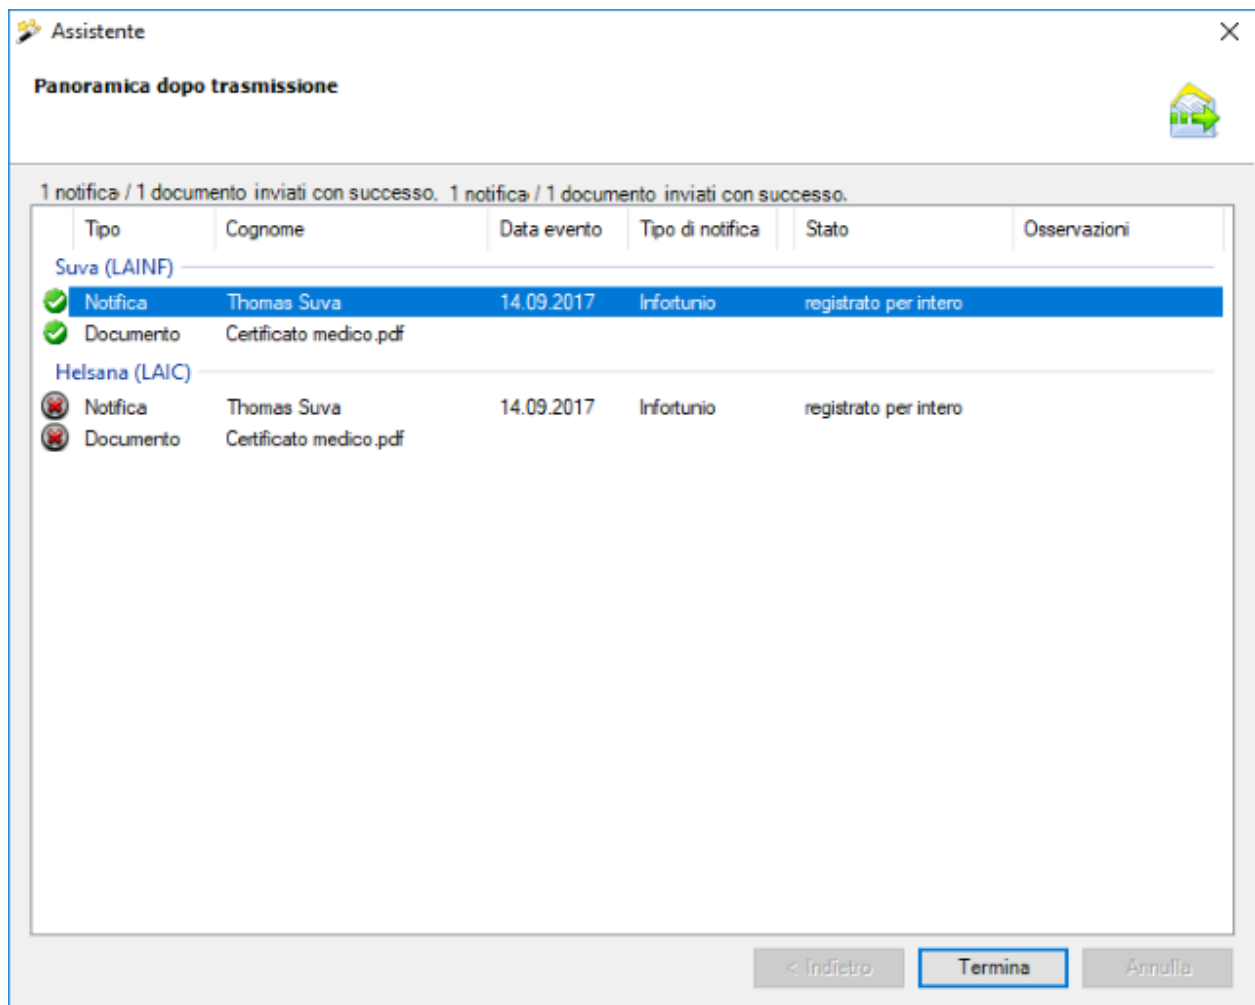 Assistente
Panoramica dopo trasmissione
1 notifica / 1 documento inviati con successo, 1 notifica / 1 documento inviati con successo.
Tipo Cognome Data evento Tipo di notifica Stato Osservazioni
Suva (LAINF)
Notifica Thomas Suva 14.09.2017 Infortunio registrato per intero
Documento Certificato medico.pdf
Helsana (LAIC)
Notifica Thomas Suva 14.09.2017 Infortunio registrato per intero
Documento Certificato medico.pdf
< Indietro Termina Annulla